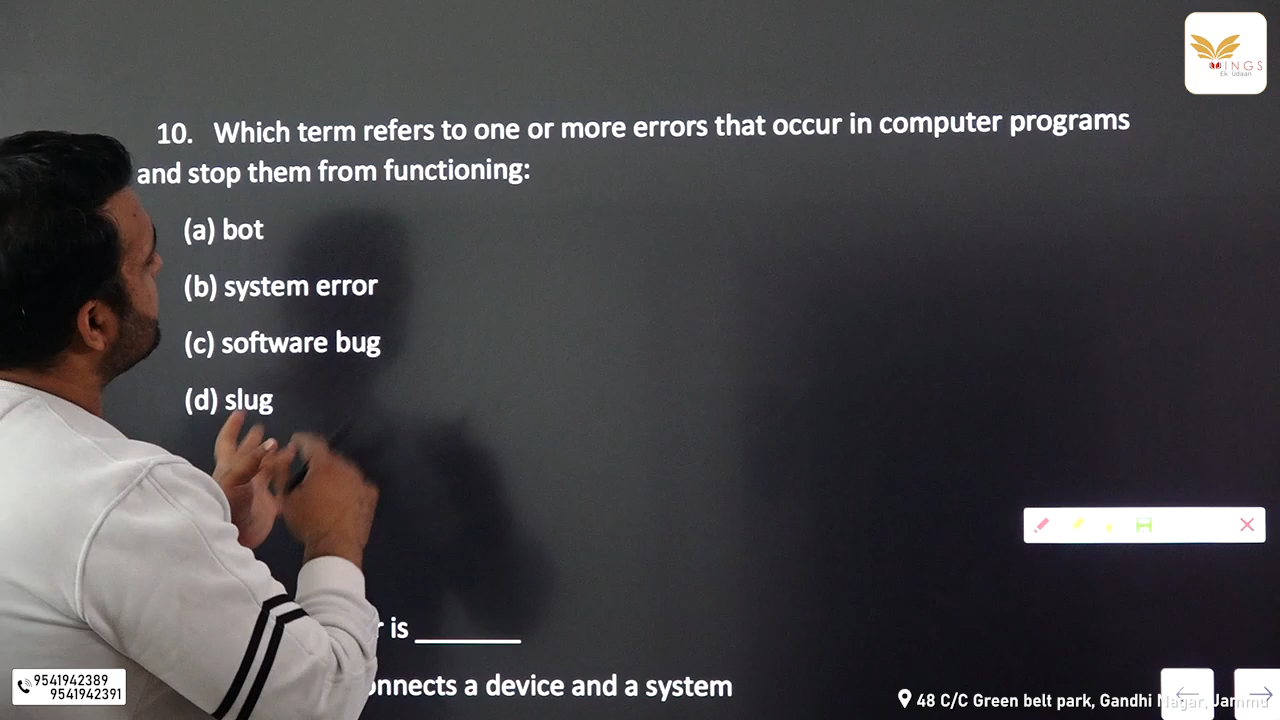 WINGS
Ek Udaan
10. Which term refers to one or more errors that occur in computer programs
and stop them from functioning:
(a) bot
(b) system error
(c) software bug
(d) slug
is ________
a device and a system
9541942389
9541942391
48 C/C Green belt park, Gandhi Nagar, Jammu